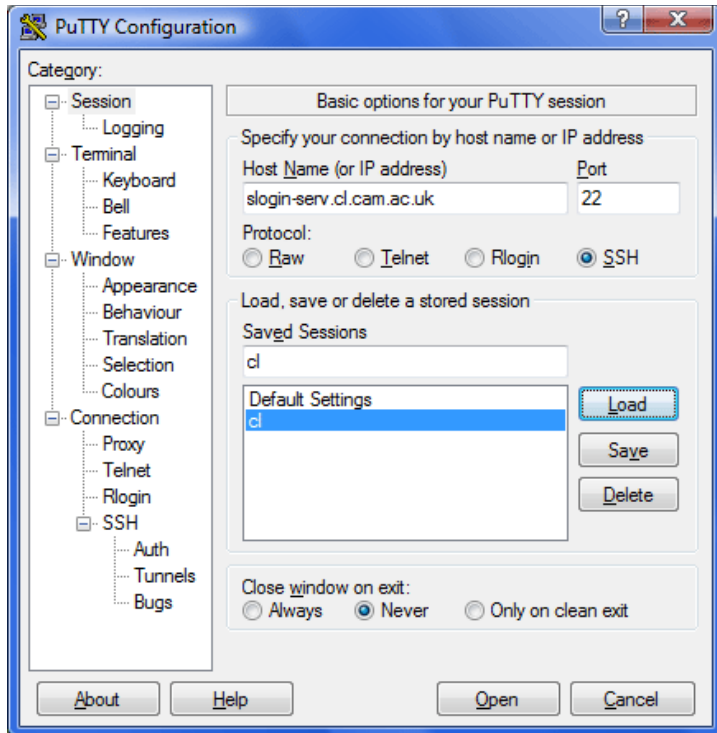 PuTTY Configuration
Category:
Session
Logging
Terminal
Keyboard
Bell
Features
Window
Appearance
Behaviour
Translation
Selection
Colours
Connection
Proxy
Telnet
Rlogin
SSH
Auth
Tunnels
Bugs
Basic options for your PuTTY session
Specify your connection by host name or IP address
Host Name (or IP address) Port
slogin-serv.cl.cam.ac.uk 22
Protocol:
Raw Telnet Rlogin SSH
Load, save or delete a stored session
Saved Sessions
cl
Default Settings
cl
Load
Save
Delete
Close window on exit:
Always Never Only on clean exit
About Help Open Cancel